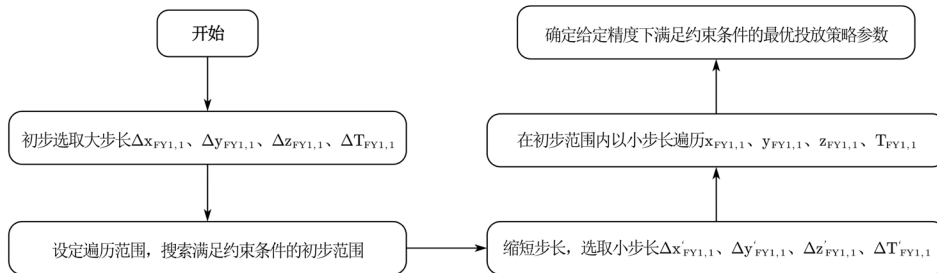 开始
初步选取大步长Δx_FY1,1、Δy_FY1,1、Δz_FY1,1、ΔT_FY1,1
设定遍历范围，搜索满足约束条件的初步范围
缩短步长，选取小步长Δx'_FY1,1、Δy'_FY1,1、Δz'_FY1,1、ΔT'_FY1,1
在初步范围内以小步长遍历x_FY1,1、y_FY1,1、z_FY1,1、T_FY1,1
确定给定精度下满足约束条件的最优投放策略参数